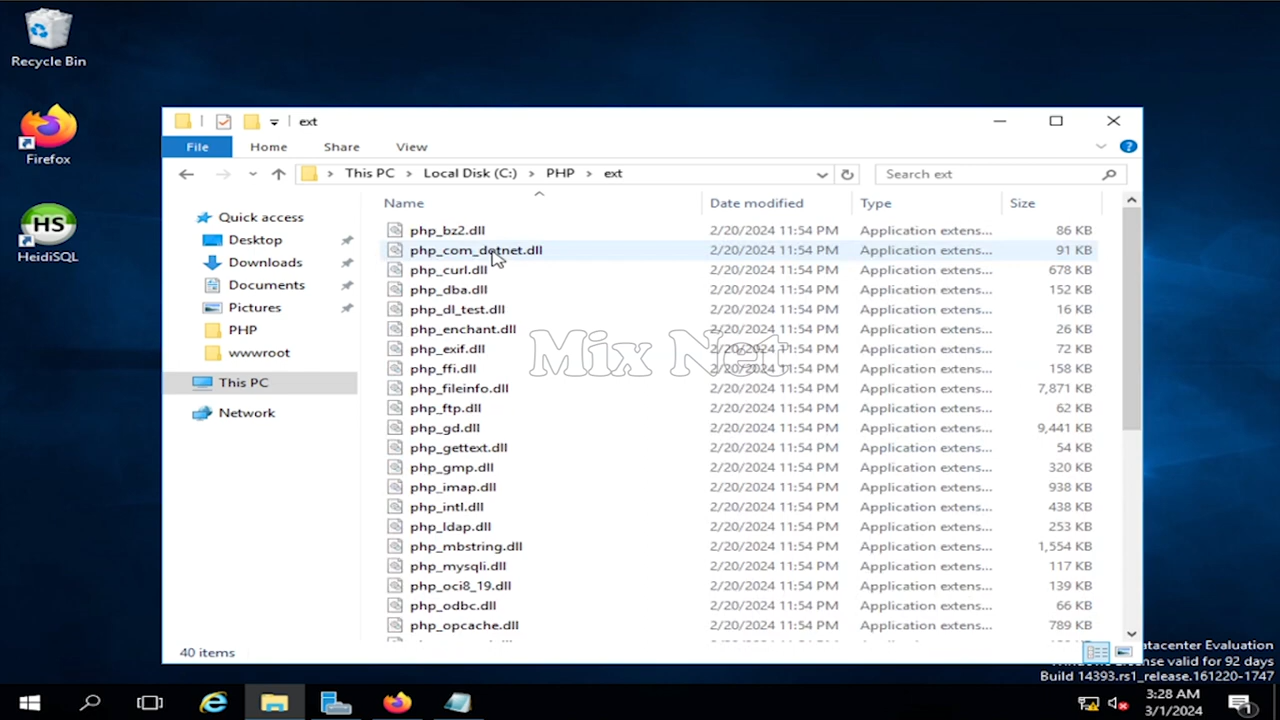 Recycle Bin
Firefox
HS
HeidiSQL
ext
File Home Share View
This PC Local Disk (C:) PHP ext
Search ext
Name Date modified Type Size
Quick access
Desktop
Downloads
Documents
Pictures
PHP
wwwroot
This PC
Network
php_bz2.dll 2/20/2024 11:54 PM Application extens... 86 KB
php_com_dotnet.dll 2/20/2024 11:54 PM Application extens... 91 KB
php_curl.dll 2/20/2024 11:54 PM Application extens... 678 KB
php_dba.dll 2/20/2024 11:54 PM Application extens... 152 KB
php_dl_test.dll 2/20/2024 11:54 PM Application extens... 16 KB
php_enchant.dll 2/20/2024 11:54 PM Application extens... 26 KB
php_exif.dll 2/20/2024 11:54 PM Application extens... 72 KB
php_ffi.dll 2/20/2024 11:54 PM Application extens... 158 KB
php_fileinfo.dll 2/20/2024 11:54 PM Application extens... 7,871 KB
php_ftp.dll 2/20/2024 11:54 PM Application extens... 62 KB
php_gd.dll 2/20/2024 11:54 PM Application extens... 9,441 KB
php_gettext.dll 2/20/2024 11:54 PM Application extens... 54 KB
php_gmp.dll 2/20/2024 11:54 PM Application extens... 320 KB
php_imap.dll 2/20/2024 11:54 PM Application extens... 938 KB
php_intl.dll 2/20/2024 11:54 PM Application extens... 438 KB
php_ldap.dll 2/20/2024 11:54 PM Application extens... 253 KB
php_mbstring.dll 2/20/2024 11:54 PM Application extens... 1,554 KB
php_mysqli.dll 2/20/2024 11:54 PM Application extens... 117 KB
php_oci8_19.dll 2/20/2024 11:54 PM Application extens... 139 KB
php_odbc.dll 2/20/2024 11:54 PM Application extens... 66 KB
php_opcache.dll 2/20/2024 11:54 PM Application extens... 789 KB
Mix Net
40 items
atacenter Evaluation
License valid for 92 days
Build 14393.rs1_release.161220-1747
3:28 AM
3/1/2024
1